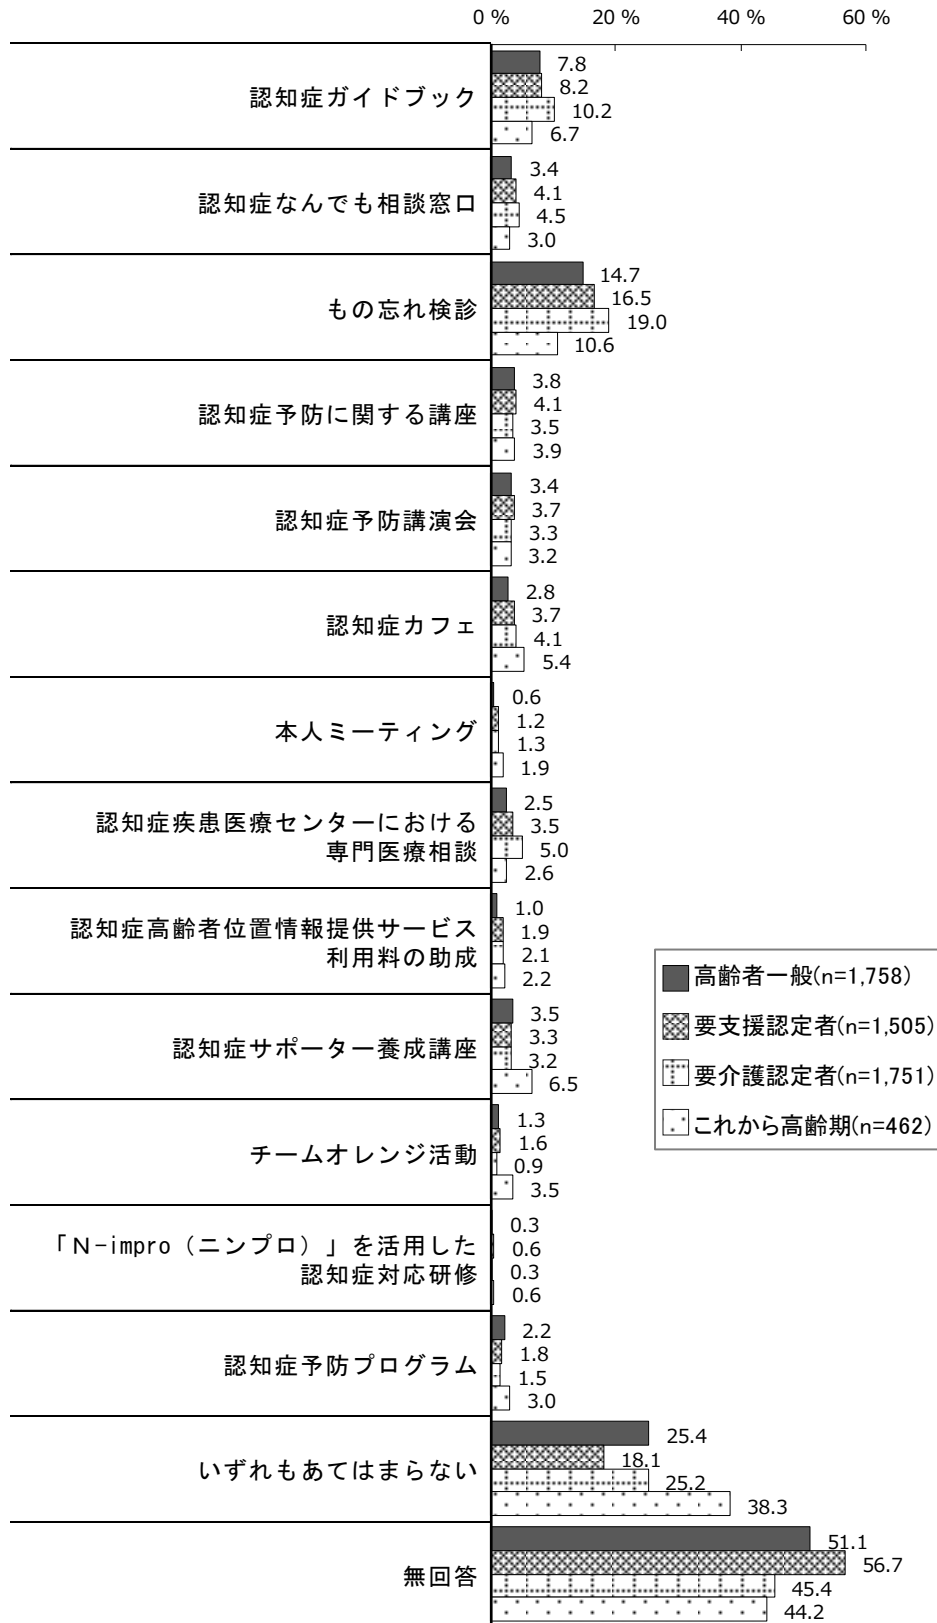 0 % 20 % 40 % 60 %
認知症ガイドブック
7.8
8.2
10.2
6.7
認知症なんでも相談窓口
3.4
4.1
4.5
3.0
もの忘れ検診
14.7
16.5
19.0
10.6
認知症予防に関する講座
3.8
4.1
3.5
3.9
認知症予防講演会
3.4
3.7
3.3
3.2
認知症カフェ
2.8
3.7
4.1
5.4
本人ミーティング
0.6
1.2
1.3
1.9
認知症疾患医療センターにおける
専門医療相談
2.5
3.5
5.0
2.6
認知症高齢者位置情報提供サービス
利用料の助成
1.0
1.9
2.1
2.2
認知症サポーター養成講座
3.5
3.3
3.2
6.5
チームオレンジ活動
1.3
1.6
0.9
3.5
「N-impro（ニンプロ）」を活用した
認知症対応研修
0.3
0.6
0.3
0.6
認知症予防プログラム
2.2
1.8
1.5
3.0
いずれもあてはまらない
25.4
18.1
25.2
38.3
無回答
51.1
56.7
45.4
44.2
高齢者一般(n=1,758)
要支援認定者(n=1,505)
要介護認定者(n=1,751)
これから高齢期(n=462)